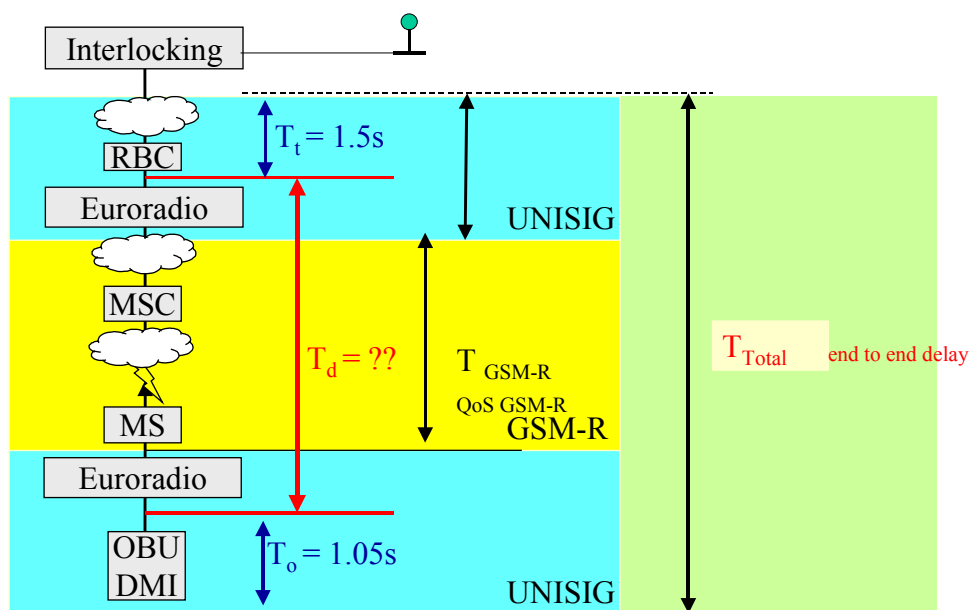 Interlocking
Tt = 1.5s
RBC
Euroradio
UNISIG
MSC
Td = ??
T GSM-R
QoS GSM-R
GSM-R
TTotal end to end delay
MS
Euroradio
OBU
DMI
To = 1.05s
UNISIG